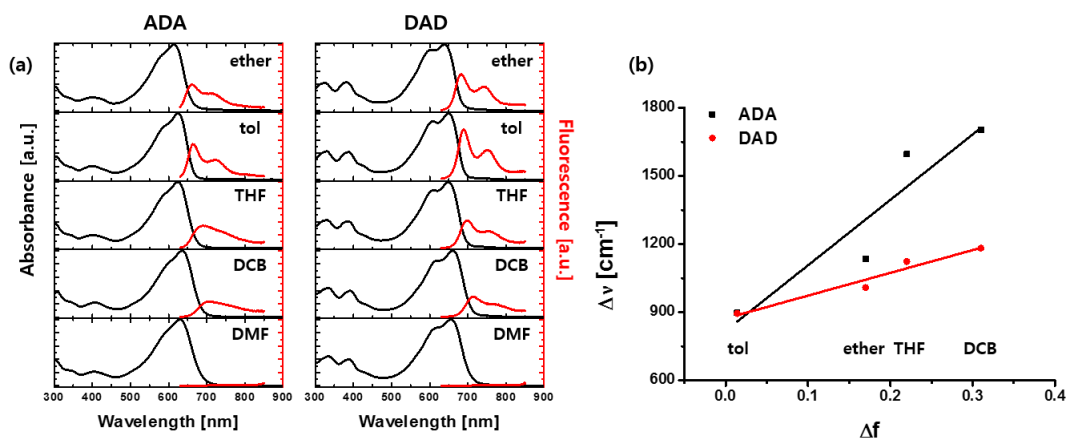 ADA
DAD
(a)
ether
tol
THF
DCB
DMF
ether
tol
THF
DCB
DMF
Absorbance [a.u.]
Fluorescence [a.u.]
300 400 500 600 700 800 900
300 400 500 600 700 800 900
Wavelength [nm]
Wavelength [nm]
(b)
ADA
DAD
1800
1500
1200
900
600
Δν [cm⁻¹]
tol
ether
THF
DCB
0.0 0.1 0.2 0.3 0.4
Δf